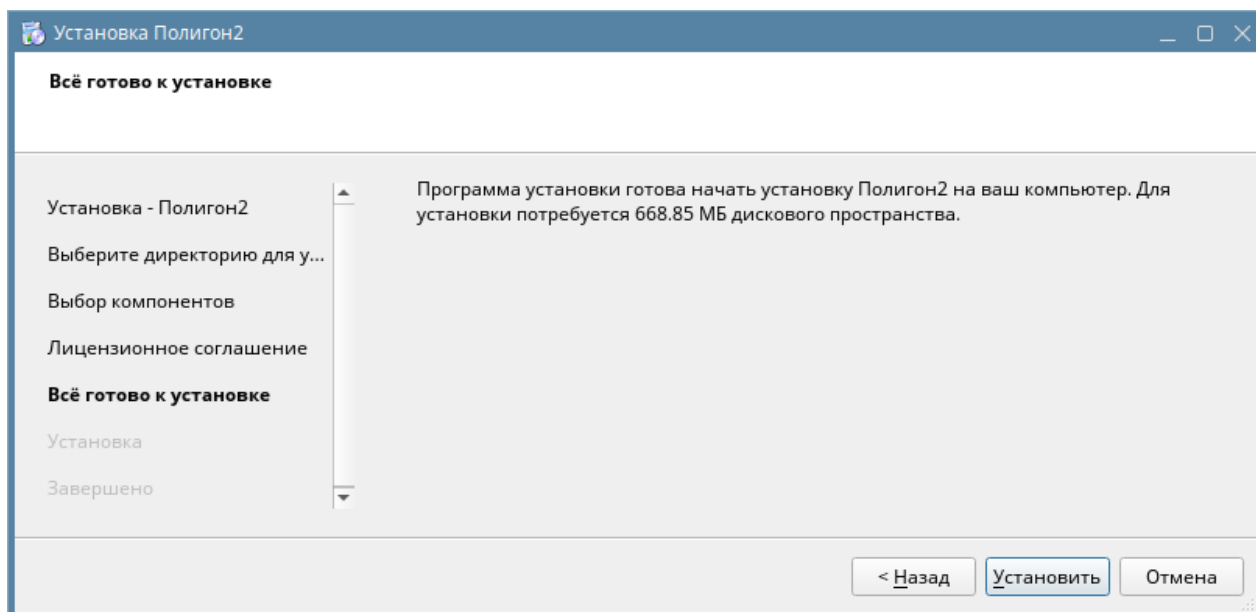 Установка Полигон2
Всё готово к установке
Установка - Полигон2
Выберите директорию для у...
Выбор компонентов
Лицензионное соглашение
Всё готово к установке
Установка
Завершено
Программа установки готова начать установку Полигон2 на ваш компьютер. Для
установки потребуется 668.85 МБ дискового пространства.
< Назад
Установить
Отмена